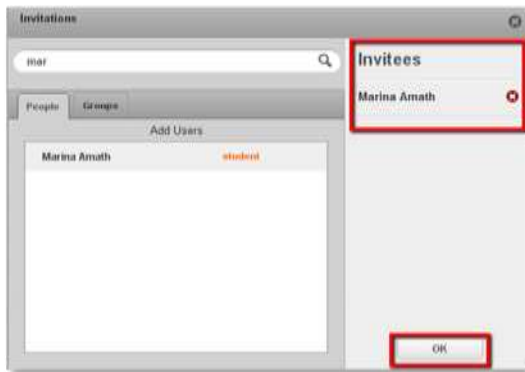 Invitations
mar
People Groups
Add Users
Marina Amath student
Invitees
Marina Amath
OK